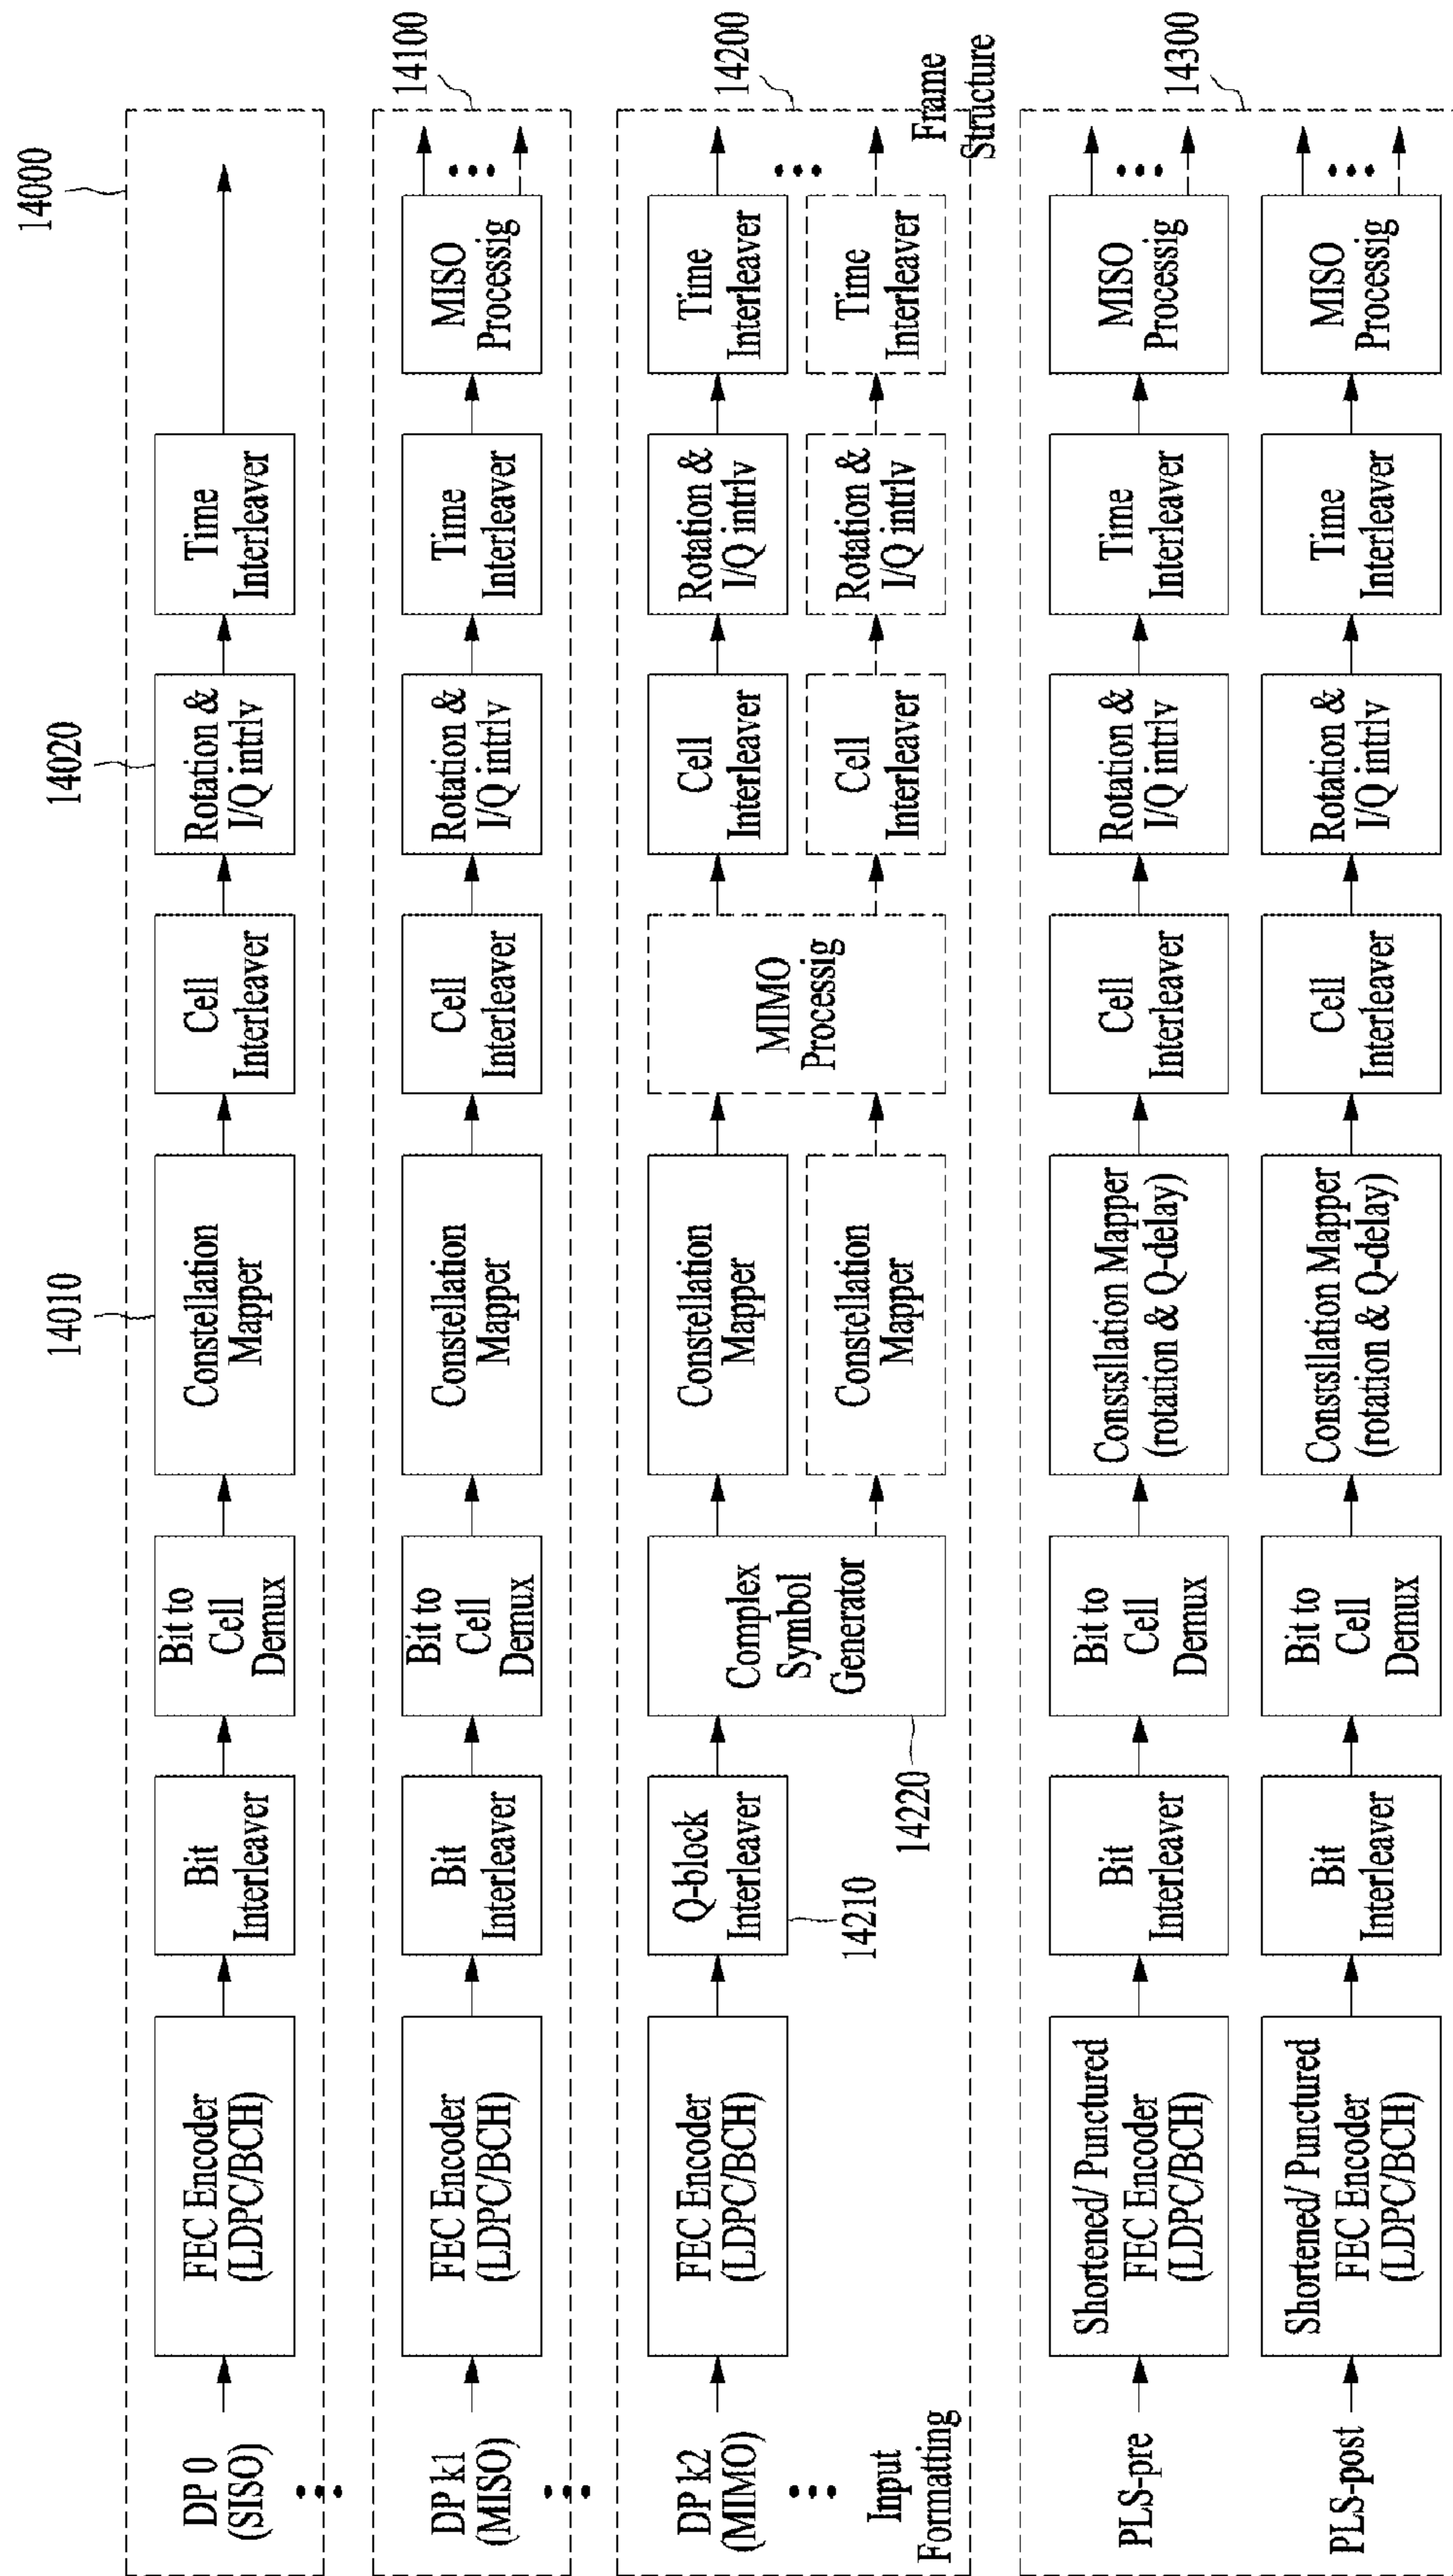 14000
14010
14020
DP 0
(SISO)
FEC Encoder
(LDPC/BCH)
Bit
Interleaver
Bit to
Cell
Demux
Constellation
Mapper
Cell
Interleaver
Rotation &
I/Q intrlv
Time
Interleaver
14100
DP k1
(MISO)
FEC Encoder
(LDPC/BCH)
Bit
Interleaver
Bit to
Cell
Demux
Constellation
Mapper
Cell
Interleaver
Rotation &
I/Q intrlv
Time
Interleaver
MISO
Processig
14200
DP k2
(MIMO)
FEC Encoder
(LDPC/BCH)
Q-block
Interleaver
14210
Complex
Symbol
Generator
14220
Constellation
Mapper
Constellation
Mapper
MIMO
Processig
Cell
Interleaver
Cell
Interleaver
Rotation &
I/Q intrlv
Rotation &
I/Q intrlv
Time
Interleaver
Time
Interleaver
Input
Formatting
Frame
Structure
14300
PLS-pre
Shortened/ Punctured
FEC Encoder
(LDPC/BCH)
Bit
Interleaver
Bit to
Cell
Demux
Constsllation Mapper
(rotation & Q-delay)
Cell
Interleaver
Rotation &
I/Q intrlv
Time
Interleaver
MISO
Processig
PLS-post
Shortened/ Punctured
FEC Encoder
(LDPC/BCH)
Bit
Interleaver
Bit to
Cell
Demux
Constsllation Mapper
(rotation & Q-delay)
Cell
Interleaver
Rotation &
I/Q intrlv
Time
Interleaver
MISO
Processig